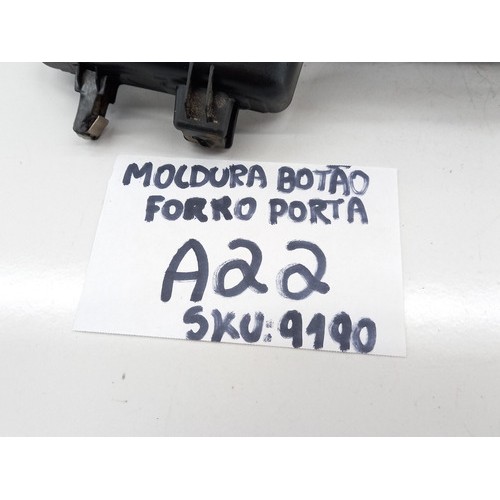 MOLDURA BOTÃO
FORRO PORTA
A22
SKU:9190